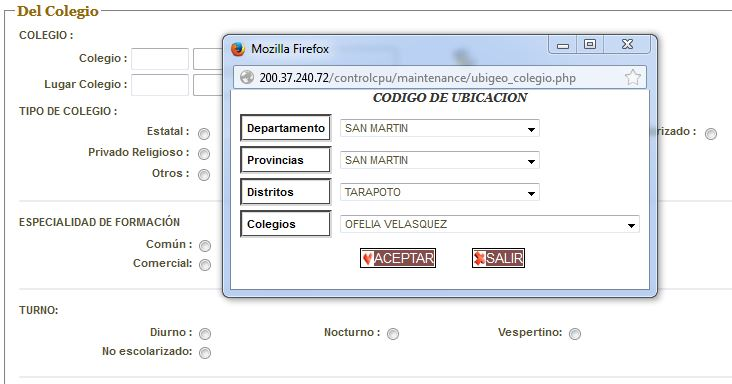 Del Colegio
COLEGIO :
Colegio :
Lugar Colegio :
TIPO DE COLEGIO :
Estatal :
Privado Religioso :
Otros :
rizado :
ESPECIALIDAD DE FORMACIÓN
Común :
Comercial:
TURNO:
Diurno :
Nocturno :
Vespertino:
No escolarizado:
Mozilla Firefox
200.37.240.72/controlcpu/maintenance/ubigeo_colegio.php
CODIGO DE UBICACION
Departamento SAN MARTIN
Provincias SAN MARTIN
Distritos TARAPOTO
Colegios OFELIA VELASQUEZ
ACEPTAR SALIR